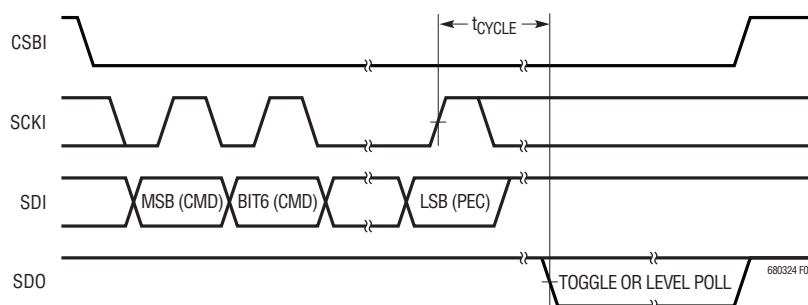 CSBI
tCYCLE
SCKI
SDI
MSB (CMD)
BIT6 (CMD)
LSB (PEC)
SDO
TOGGLE OR LEVEL POLL
680324 F0